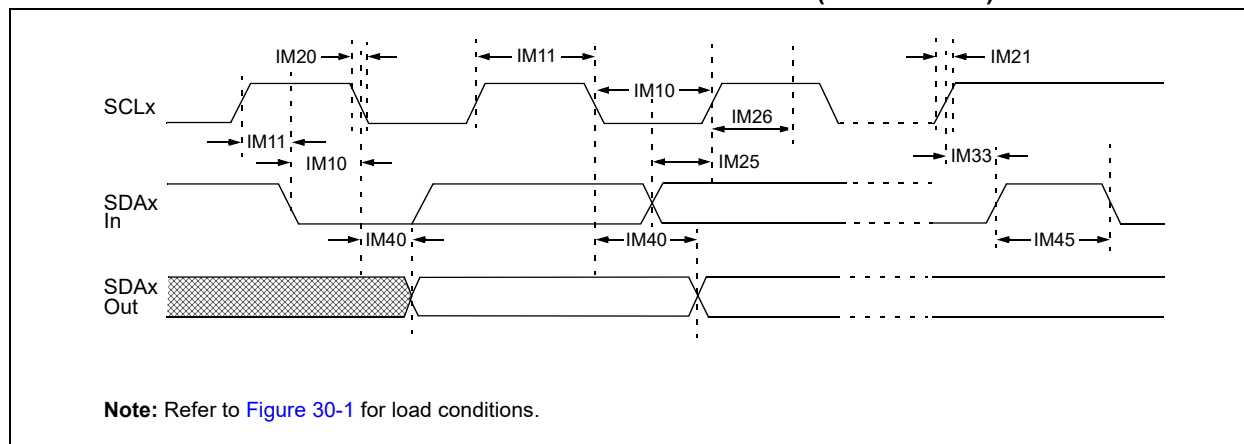 IM20
IM11
IM21
SCLx
IM10
IM11
IM26
IM10
IM25
IM33
SDAx
In
IM40
IM40
IM45
SDAx
Out
Note: Refer to Figure 30-1 for load conditions.